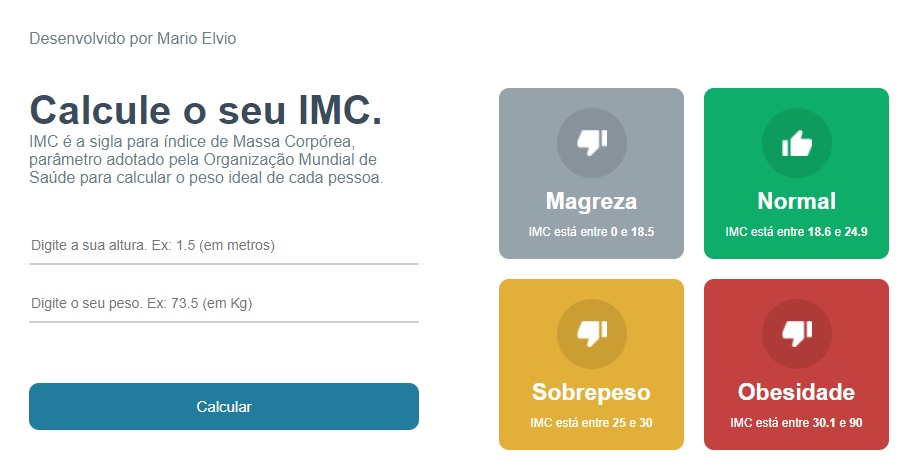 Desenvolvido por Mario Elvio
Calcule o seu IMC.
IMC é a sigla para índice de Massa Corpórea,
parâmetro adotado pela Organização Mundial de
Saúde para calcular o peso ideal de cada pessoa.
Digite a sua altura. Ex: 1.5 (em metros)
Digite o seu peso. Ex: 73.5 (em Kg)
Calcular
Magreza
IMC está entre 0 e 18.5
Normal
IMC está entre 18.6 e 24.9
Sobrepeso
IMC está entre 25 e 30
Obesidade
IMC está entre 30.1 e 90